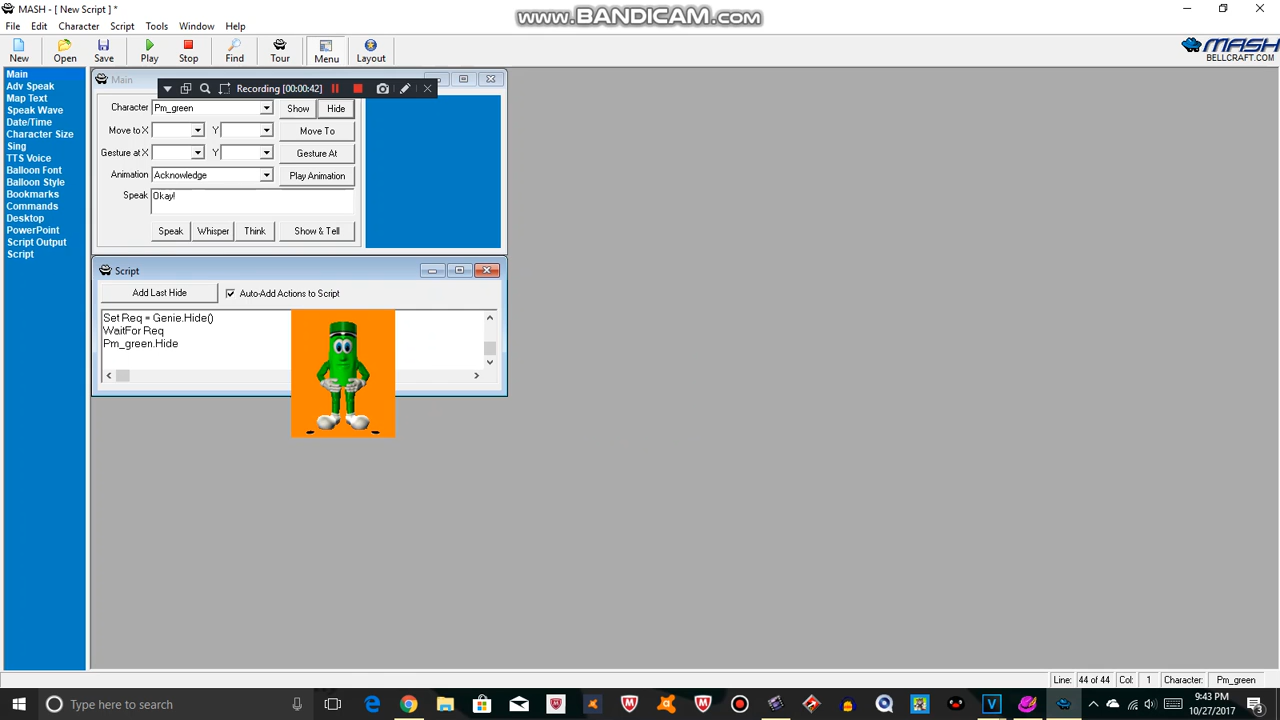 www.BANDICAM.com
MASH - [ New Script ] *
File Edit Character Script Tools Window Help
New Open Save Play Stop Find Tour Menu Layout
MASH
BELLCRAFT.COM
Main
Adv Speak
Map Text
Speak Wave
Date/Time
Character Size
Sing
TTS Voice
Balloon Font
Balloon Style
Bookmarks
Commands
Desktop
PowerPoint
Script Output
Script
Main
Recording [00:00:42]
Character Pm_green Show Hide
Move to X Y Move To
Gesture at X Y Gesture At
Animation Acknowledge Play Animation
Speak Okay!
Speak Whisper Think Show & Tell
Script
Add Last Hide Auto-Add Actions to Script
Set Req = Genie.Hide()
WaitFor Req
Pm_green.Hide
Line: 44 of 44 Col: 1 Character: Pm_green
Type here to search
9:43 PM
10/27/2017
3